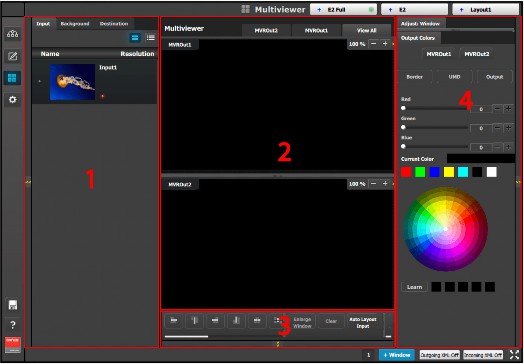 Multiviewer
+ E2 Full
+ E2
+ Layout1
Input Background Destination
Name Resolution
Input1
1
Multiviewer
MVROut2 MVROut1 View All
MVROut1
100 % − +
2
MVROut2
100 % − +
3
Enlarge Window
Clear
Auto Layout Input
Adjust: Window
Output Colors
MVROut1 MVROut2
Border UMD Output
4
Red
0 − +
Green
0 − +
Blue
0 − +
Current Color
Learn
?
1 + Window Outgoing XML Off Incoming XML Off